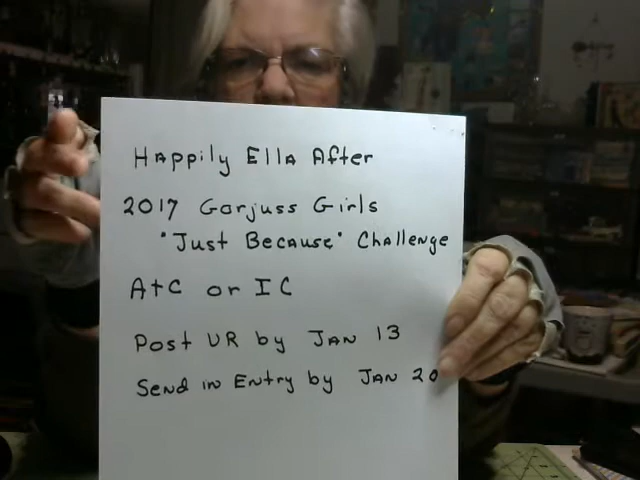 Happily Ella After
2017 Gorjuss Girls
"Just Because" Challenge
AtC or IC
Post UR by JAN 13
Send in Entry by JAN 20